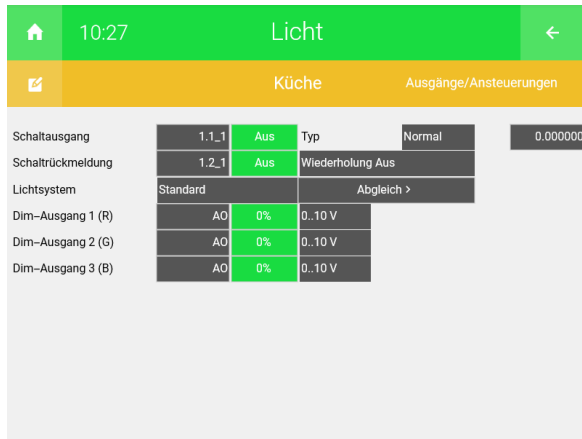 10:27 Licht
Küche Ausgänge/Ansteuerungen
Schaltausgang 1.1_1 Aus Typ Normal 0.000000
Schaltrückmeldung 1.2_1 Aus Wiederholung Aus
Lichtsystem Standard Abgleich >
Dim–Ausgang 1 (R) AO 0% 0..10 V
Dim–Ausgang 2 (G) AO 0% 0..10 V
Dim–Ausgang 3 (B) AO 0% 0..10 V